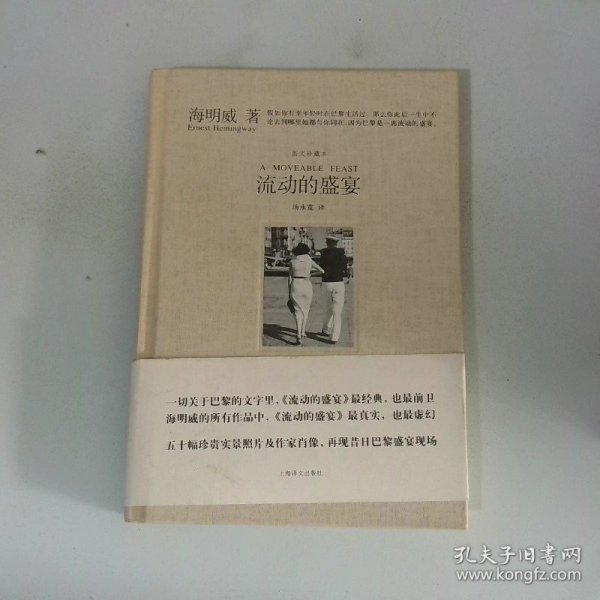 海明威 著
Ernest Hemingway
假如你有幸年轻时在巴黎生活过，那么你此后一生中不
论去到哪里她都与你同在，因为巴黎是一席流动的盛宴。
图文珍藏本
A MOVEABLE FEAST
流动的盛宴
汤永宽 译
一切关于巴黎的文字里，《流动的盛宴》最经典，也最前卫
海明威的所有作品中，《流动的盛宴》最真实，也最虚幻
五十幅珍贵实景照片及作家肖像，再现昔日巴黎盛宴现场
上海译文出版社
孔夫子旧书网
www.kongfz.com